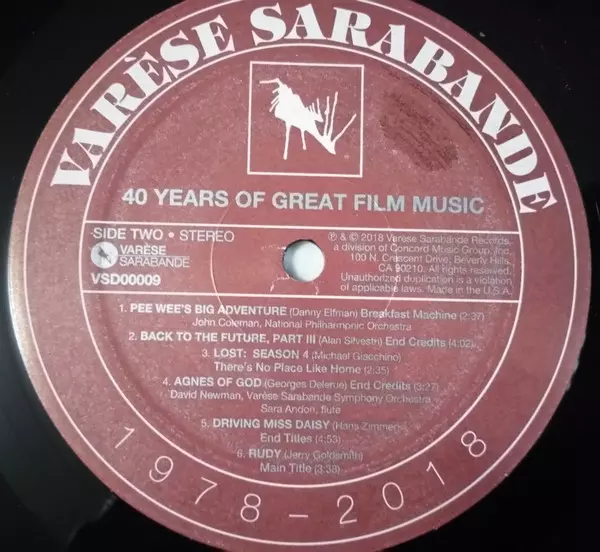 VARÈSE SARABANDE
40 YEARS OF GREAT FILM MUSIC
SIDE TWO • STEREO
VARÈSE
SARABANDE
VSD00009
℗ & © 2018 Varèse Sarabande Records,
a division of Concord Music Group, Inc.
100 N. Crescent Drive, Beverly Hills,
CA 90210. All rights reserved.
Unauthorized duplication is a violation
of applicable laws. Made in the U.S.A.
1. PEE WEE'S BIG ADVENTURE (Danny Elfman) Breakfast Machine (2:37)
John Coleman, National Philharmonic Orchestra
2. BACK TO THE FUTURE, PART III (Alan Silvestri) End Credits (4:02)
3. LOST: SEASON 4 (Michael Giacchino)
There's No Place Like Home (2:35)
4. AGNES OF GOD (Georges Delerue) End Credits (3:27)
David Newman, Varèse Sarabande Symphony Orchestra
Sara Andon, flute
5. DRIVING MISS DAISY (Hans Zimmer)
End Titles (4:53)
6. RUDY (Jerry Goldsmith)
Main Title (3:38)
1978-2018